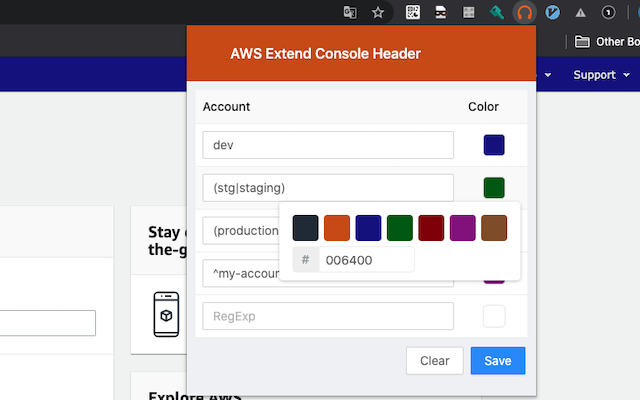 Other Bo
AWS Extend Console Header
Support
Account Color
dev
(stg|staging)
(production
# 006400
^my-accou
RegExp
Clear Save
Stay
the-g
Explore AWS